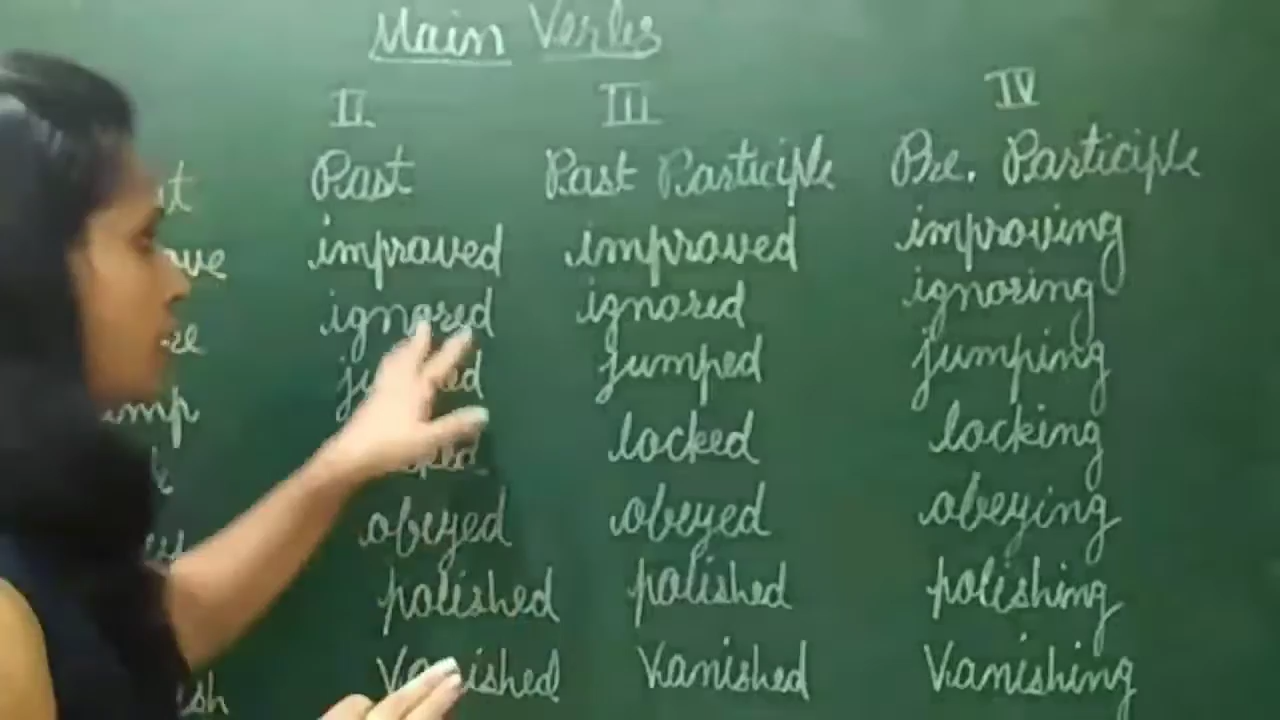 Main Verbs
II III IV
Past Past Participle Pre. Participle
improved improved improving
ignored ignored ignoring
jumped jumping
locked locking
obeyed obeyed obeying
polished polished polishing
Vanished Vanished Vanishing